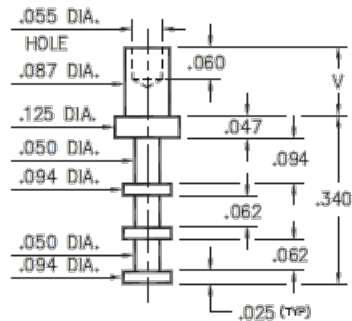 .055 DIA.
HOLE
.060
.087 DIA.
V
.125 DIA.
.047
.050 DIA.
.094
.094 DIA.
.340
.062
.050 DIA.
.062
.094 DIA.
.025 (TYP)